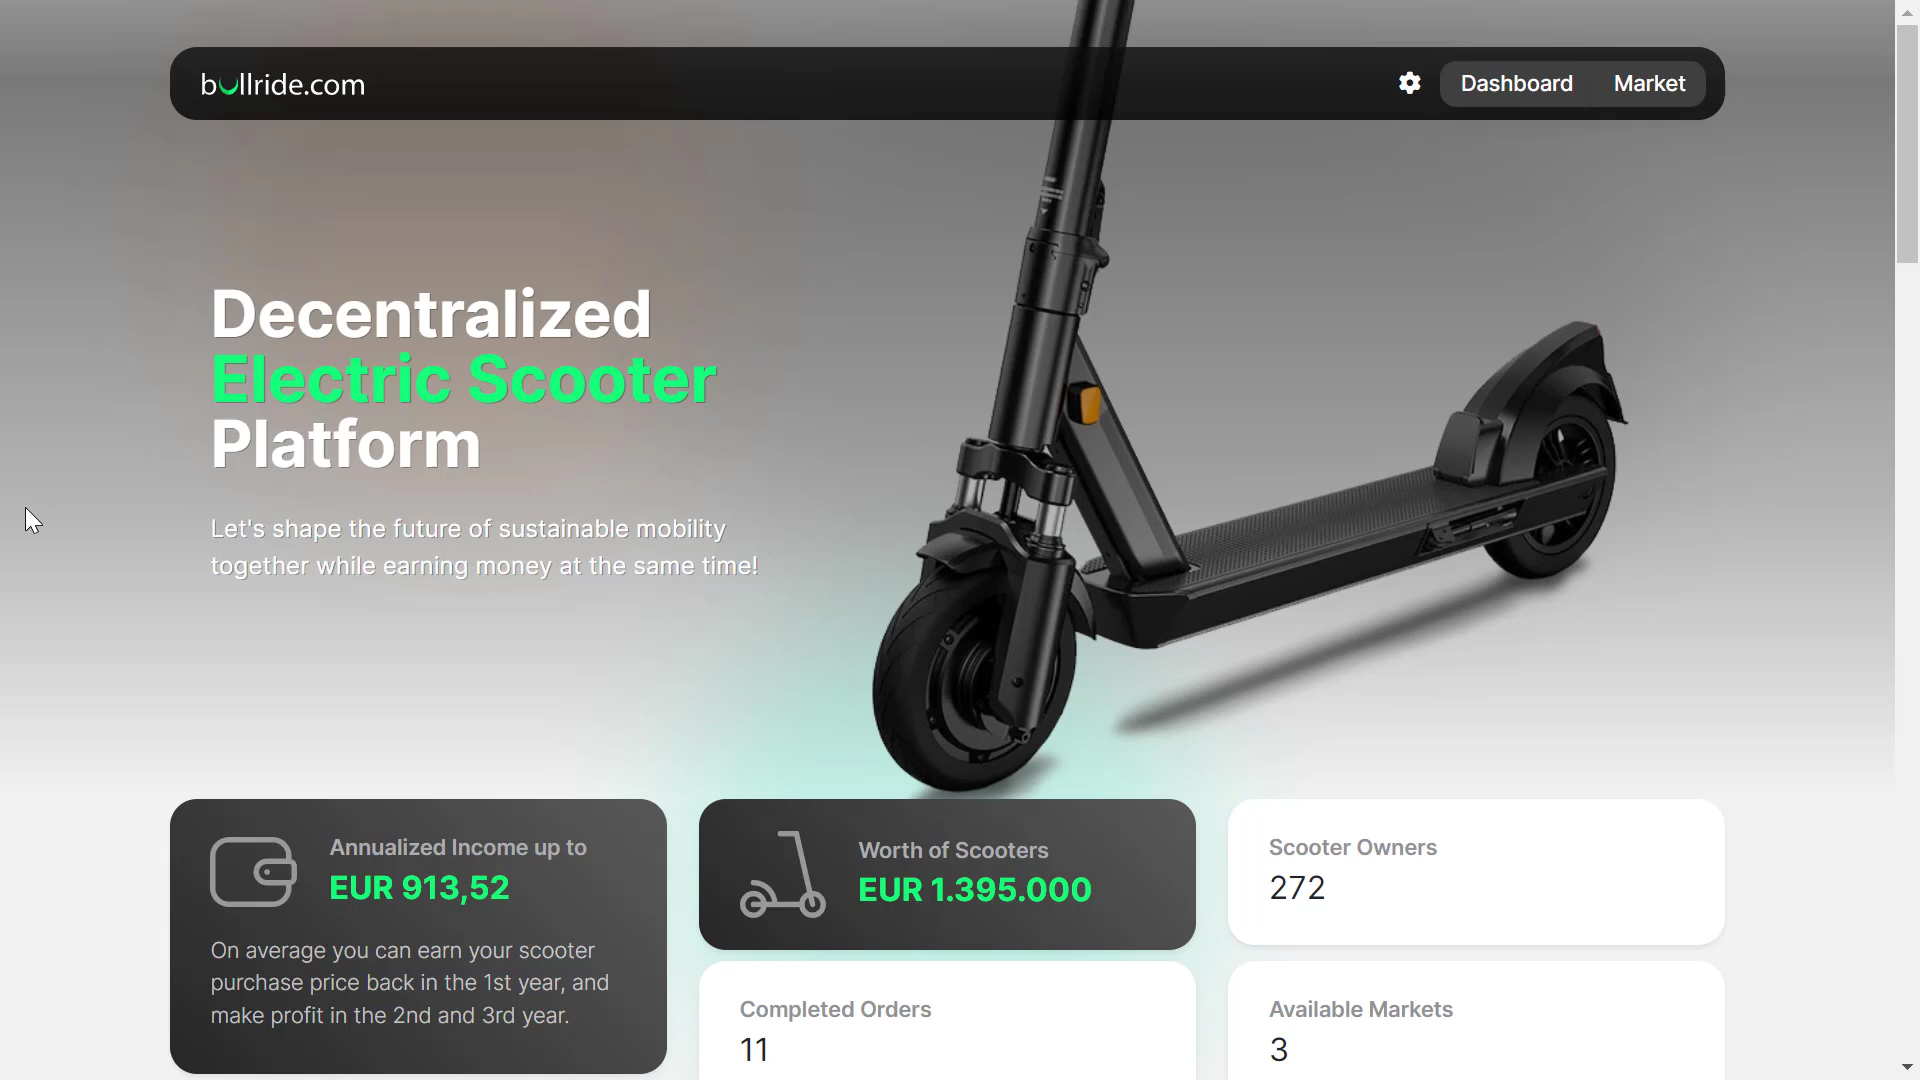 bullride.com
Dashboard
Market
Decentralized
Electric Scooter
Platform
Let's shape the future of sustainable mobility
together while earning money at the same time!
Annualized Income up to
EUR 913,52
On average you can earn your scooter
purchase price back in the 1st year, and
make profit in the 2nd and 3rd year.
Worth of Scooters
EUR 1.395.000
Scooter Owners
272
Completed Orders
11
Available Markets
3